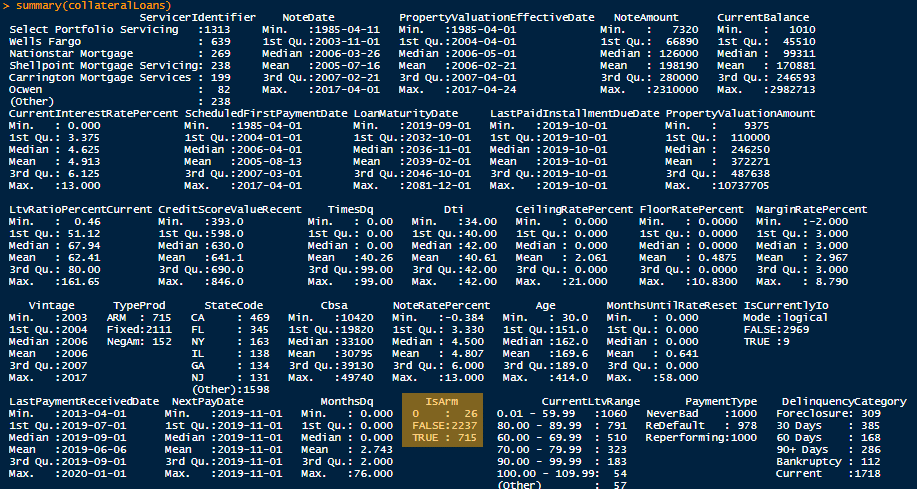 > summary(collateralLoans)
ServicerIdentifier NoteDate PropertyValuationEffectiveDate NoteAmount CurrentBalance
Select Portfolio Servicing :1313 Min. :1985-04-11 Min. :1985-04-01 Min. : 7320 Min. : 1010
Wells Fargo : 639 1st Qu.:2003-11-01 1st Qu.:2004-04-01 1st Qu.: 66890 1st Qu.: 45510
Nationstar Mortgage : 269 Median :2006-03-26 Median :2006-05-01 Median : 126000 Median : 99311
Shellpoint Mortgage Servicing: 238 Mean :2005-07-16 Mean :2006-02-21 Mean : 198190 Mean : 170881
Carrington Mortgage Services : 199 3rd Qu.:2007-02-21 3rd Qu.:2007-04-01 3rd Qu.: 280000 3rd Qu.: 246593
Ocwen : 82 Max. :2017-04-01 Max. :2017-04-24 Max. :2310000 Max. :2982713
(Other) : 238
CurrentInterestRatePercent ScheduledFirstPaymentDate LoanMaturityDate LastPaidInstallmentDueDate PropertyValuationAmount
Min. : 0.000 Min. :1985-04-01 Min. :2019-09-01 Min. :2019-10-01 Min. : 9375
1st Qu.: 3.375 1st Qu.:2004-01-01 1st Qu.:2032-10-01 1st Qu.:2019-10-01 1st Qu.: 110000
Median : 4.625 Median :2006-04-01 Median :2036-11-01 Median :2019-10-01 Median : 246250
Mean : 4.913 Mean :2005-08-13 Mean :2039-02-01 Mean :2019-10-01 Mean : 372271
3rd Qu.: 6.125 3rd Qu.:2007-03-01 3rd Qu.:2046-10-01 3rd Qu.:2019-10-01 3rd Qu.: 487638
Max. :13.000 Max. :2017-04-01 Max. :2081-12-01 Max. :2019-10-01 Max. :10737705
LtvRatioPercentCurrent CreditScoreValueRecent TimesDq Dti CeilingRatePercent FloorRatePercent MarginRatePercent
Min. : 0.46 Min. :393.0 Min. : 0.00 Min. :34.00 Min. : 0.000 Min. : 0.0000 Min. :-2.000
1st Qu.: 51.12 1st Qu.:598.0 1st Qu.: 0.00 1st Qu.:40.00 1st Qu.: 0.000 1st Qu.: 0.0000 1st Qu.: 3.000
Median : 67.94 Median :630.0 Median : 0.00 Median :42.00 Median : 0.000 Median : 0.0000 Median : 3.000
Mean : 62.41 Mean :641.1 Mean :40.26 Mean :40.61 Mean : 2.061 Mean : 0.4875 Mean : 2.967
3rd Qu.: 80.00 3rd Qu.:690.0 3rd Qu.:99.00 3rd Qu.:42.00 3rd Qu.: 0.000 3rd Qu.: 0.0000 3rd Qu.: 3.000
Max. :161.65 Max. :846.0 Max. :99.00 Max. :42.00 Max. :21.000 Max. :10.8300 Max. : 8.790
Vintage TypeProd StateCode Cbsa NoteRatePercent Age MonthsUntilRateReset IsCurrentlyIo
Min. :2003 ARM : 715 CA : 469 Min. :10420 Min. :-0.384 Min. : 30.0 Min. : 0.000 Mode :logical
1st Qu.:2004 Fixed:2111 FL : 345 1st Qu.:19820 1st Qu.: 3.330 1st Qu.:151.0 1st Qu.: 0.000 FALSE:2969
Median :2006 NegAm: 152 NY : 163 Median :33100 Median : 4.500 Median :162.0 Median : 0.000 TRUE :9
Mean :2006 IL : 138 Mean :30795 Mean : 4.807 Mean :169.6 Mean : 0.641
3rd Qu.:2007 GA : 134 3rd Qu.:39130 3rd Qu.: 6.000 3rd Qu.:189.0 3rd Qu.: 0.000
Max. :2017 NJ : 131 Max. :49740 Max. :13.000 Max. :414.0 Max. :58.000
(Other):1598
LastPaymentReceivedDate NextPayDate MonthsDq IsArm CurrentLtvRange PaymentType DelinquencyCategory
Min. :2013-04-01 Min. :2019-11-01 Min. : 0.000 0 : 26 0.01 - 59.99 :1060 NeverBad :1000 Foreclosure: 309
1st Qu.:2019-07-01 1st Qu.:2019-11-01 1st Qu.: 0.000 FALSE:2237 80.00 - 89.99 : 791 ReDefault : 978 30 Days : 385
Median :2019-09-01 Median :2019-11-01 Median : 0.000 TRUE : 715 60.00 - 69.99 : 510 Reperforming:1000 60 Days : 168
Mean :2019-06-06 Mean :2019-11-01 Mean : 2.743 70.00 - 79.99 : 323 90+ Days : 286
3rd Qu.:2019-09-01 3rd Qu.:2019-11-01 3rd Qu.: 2.000 90.00 - 99.99 : 183 Bankruptcy : 112
Max. :2020-01-01 Max. :2019-11-01 Max. :76.000 100.00 - 109.99: 54 Current :1718
(Other) : 57